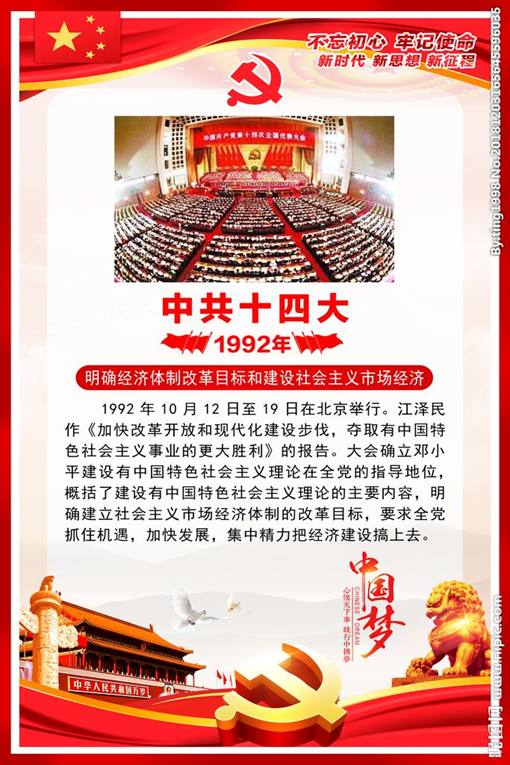 不忘初心 牢记使命
新时代 新思想 新征程
中国共产党第十四次全国代表大会
中共十四大
1992年
明确经济体制改革目标和建设社会主义市场经济
1992 年 10 月 12 日至 19 日在北京举行。江泽民
作《加快改革开放和现代化建设步伐，夺取有中国特
色社会主义事业的更大胜利》的报告。大会确立邓小
平建设有中国特色社会主义理论在全党的指导地位，
概括了建设有中国特色社会主义理论的主要内容，明
确建立社会主义市场经济体制的改革目标，要求全党
抓住机遇，加快发展，集中精力把经济建设搞上去。
中国梦
CHINESE DREAM
心怀天下事 践行中国梦
中华人民共和国万岁